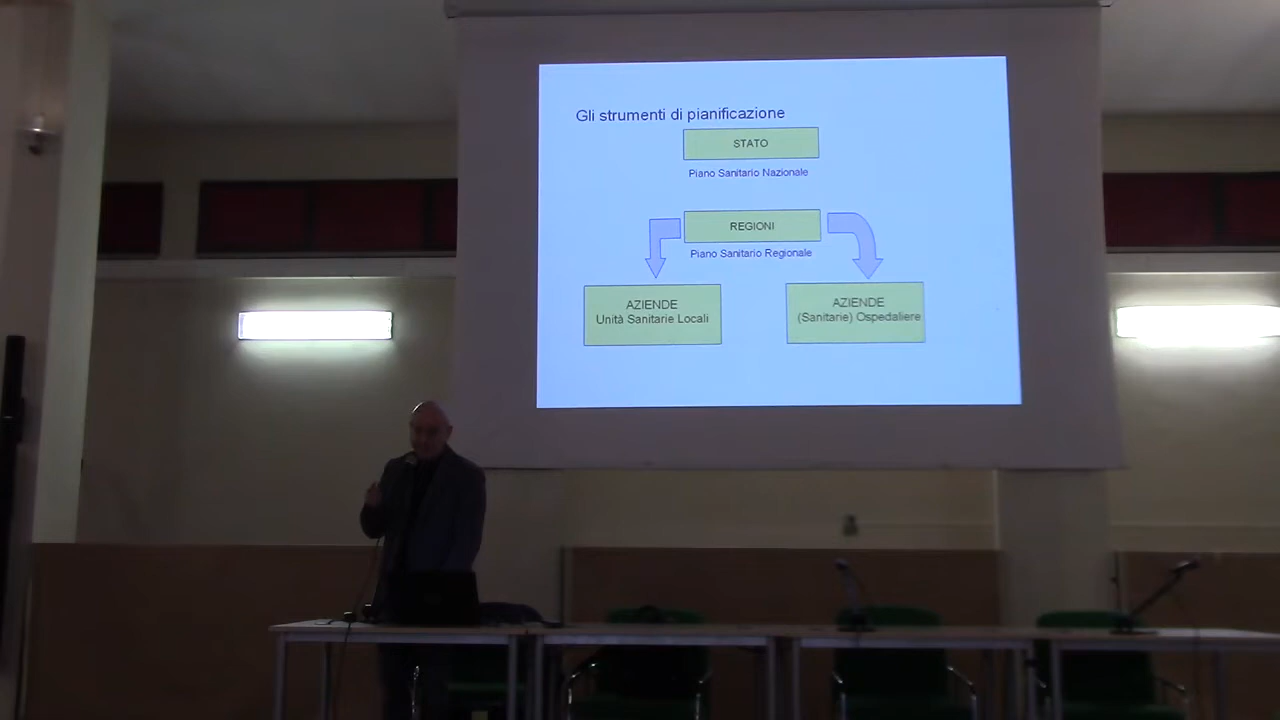 Gli strumenti di pianificazione
STATO
Piano Sanitario Nazionale
REGIONI
Piano Sanitario Regionale
AZIENDE
Unità Sanitarie Locali
AZIENDE
(Sanitarie) Ospedaliere